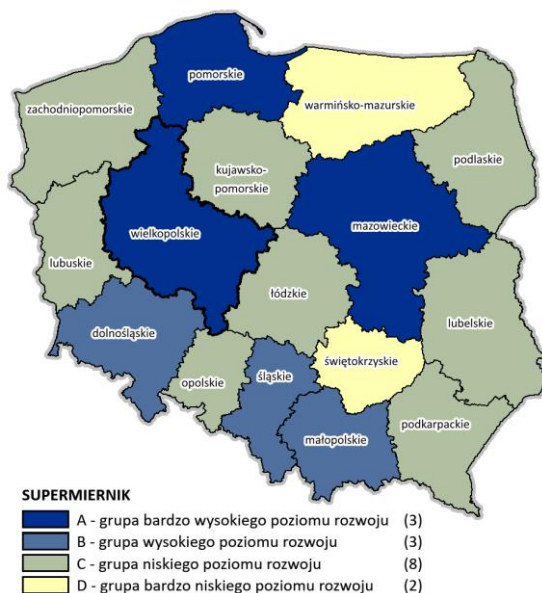 pomorskie
zachodniopomorskie
warmińsko-mazurskie
podlaskie
kujawsko-
pomorskie
wielkopolskie
mazowieckie
lubuskie
łódzkie
lubelskie
dolnośląskie
opolskie
śląskie
świętokrzyskie
małopolskie
podkarpackie
SUPERMIERNIK
A - grupa bardzo wysokiego poziomu rozwoju (3)
B - grupa wysokiego poziomu rozwoju (3)
C - grupa niskiego poziomu rozwoju (8)
D - grupa bardzo niskiego poziomu rozwoju (2)